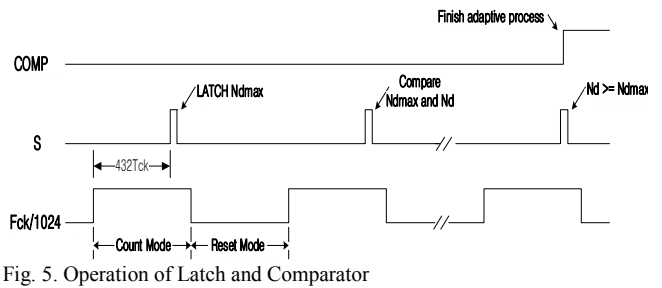 Finish adaptive process
COMP
LATCH Ndmax
Compare
Ndmax and Nd
Nd >= Ndmax
S
432Tck
Fck/1024
Count Mode
Reset Mode
Fig. 5. Operation of Latch and Comparator